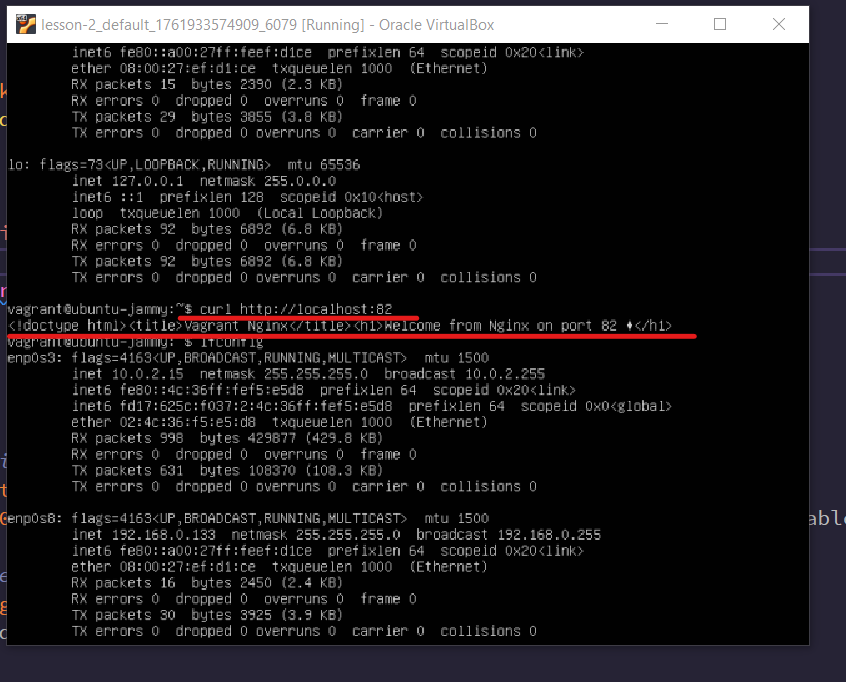 lesson-2_default_1761933574909_6079 [Running] - Oracle VirtualBox
inet6 fe80::a00:27ff:feef:d1ce prefixlen 64 scopeid 0x20<link>
ether 08:00:27:ef:d1:ce txqueuelen 1000 (Ethernet)
RX packets 15 bytes 2390 (2.3 KB)
RX errors 0 dropped 0 overruns 0 frame 0
TX packets 29 bytes 3855 (3.8 KB)
TX errors 0 dropped 0 overruns 0 carrier 0 collisions 0
lo: flags=73<UP,LOOPBACK,RUNNING> mtu 65536
inet 127.0.0.1 netmask 255.0.0.0
inet6 ::1 prefixlen 128 scopeid 0x10<host>
loop txqueuelen 1000 (Local Loopback)
RX packets 92 bytes 6892 (6.8 KB)
RX errors 0 dropped 0 overruns 0 frame 0
TX packets 92 bytes 6892 (6.8 KB)
TX errors 0 dropped 0 overruns 0 carrier 0 collisions 0
vagrant@ubuntu-jammy:~$ curl http://localhost:82
<!doctype html><title>Vagrant Nginx</title><h1>Welcome from Nginx on port 82 ♦</h1>
vagrant@ubuntu-jammy:~$ ifconfig
enp0s3: flags=4163<UP,BROADCAST,RUNNING,MULTICAST> mtu 1500
inet 10.0.2.15 netmask 255.255.255.0 broadcast 10.0.2.255
inet6 fe80::4c:36ff:fef5:e5d8 prefixlen 64 scopeid 0x20<link>
inet6 fd17:625c:f037:2:4c:36ff:fef5:e5d8 prefixlen 64 scopeid 0x0<global>
ether 02:4c:36:f5:e5:d8 txqueuelen 1000 (Ethernet)
RX packets 998 bytes 429877 (429.8 KB)
RX errors 0 dropped 0 overruns 0 frame 0
TX packets 631 bytes 108370 (108.3 KB)
TX errors 0 dropped 0 overruns 0 carrier 0 collisions 0
enp0s8: flags=4163<UP,BROADCAST,RUNNING,MULTICAST> mtu 1500
inet 192.168.0.133 netmask 255.255.255.0 broadcast 192.168.0.255
inet6 fe80::a00:27ff:feef:d1ce prefixlen 64 scopeid 0x20<link>
ether 08:00:27:ef:d1:ce txqueuelen 1000 (Ethernet)
RX packets 16 bytes 2450 (2.4 KB)
RX errors 0 dropped 0 overruns 0 frame 0
TX packets 30 bytes 3925 (3.9 KB)
TX errors 0 dropped 0 overruns 0 carrier 0 collisions 0